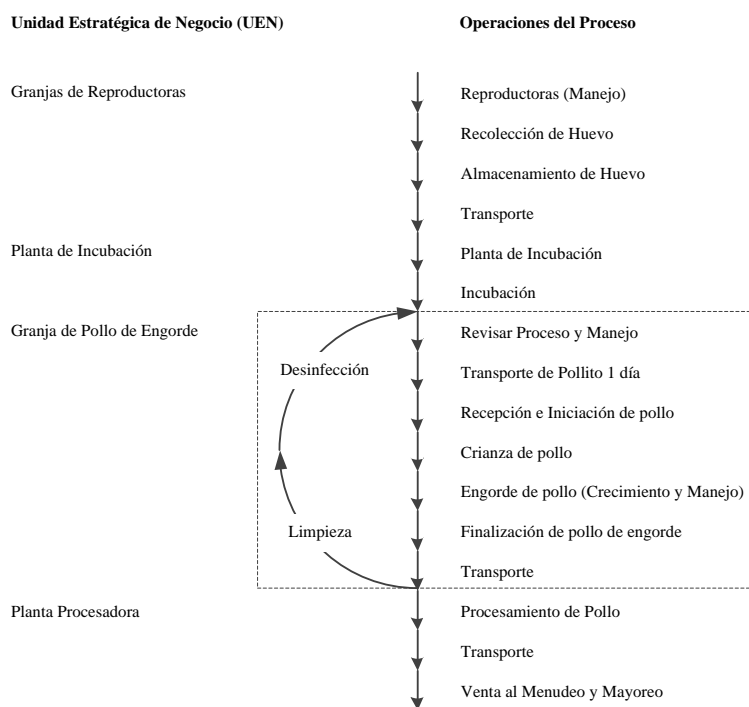 Unidad Estratégica de Negocio (UEN)
Operaciones del Proceso
Granjas de Reproductoras
Reproductoras (Manejo)
Recolección de Huevo
Almacenamiento de Huevo
Transporte
Planta de Incubación
Planta de Incubación
Incubación
Granja de Pollo de Engorde
Revisar Proceso y Manejo
Desinfección
Transporte de Pollito 1 día
Recepción e Iniciación de pollo
Crianza de pollo
Engorde de pollo (Crecimiento y Manejo)
Limpieza
Finalización de pollo de engorde
Transporte
Planta Procesadora
Procesamiento de Pollo
Transporte
Venta al Menudeo y Mayoreo